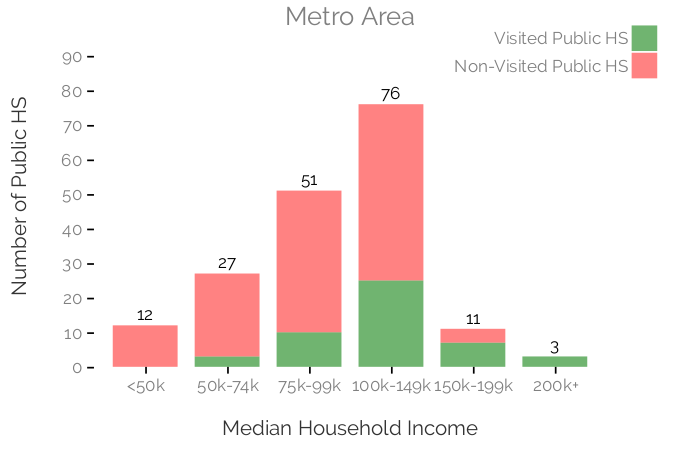 Metro Area
Visited Public HS
Non-Visited Public HS
Number of Public HS
90
80
70
60
50
40
30
20
10
0
12
27
51
76
11
3
<50k
50k-74k
75k-99k
100k-149k
150k-199k
200k+
Median Household Income